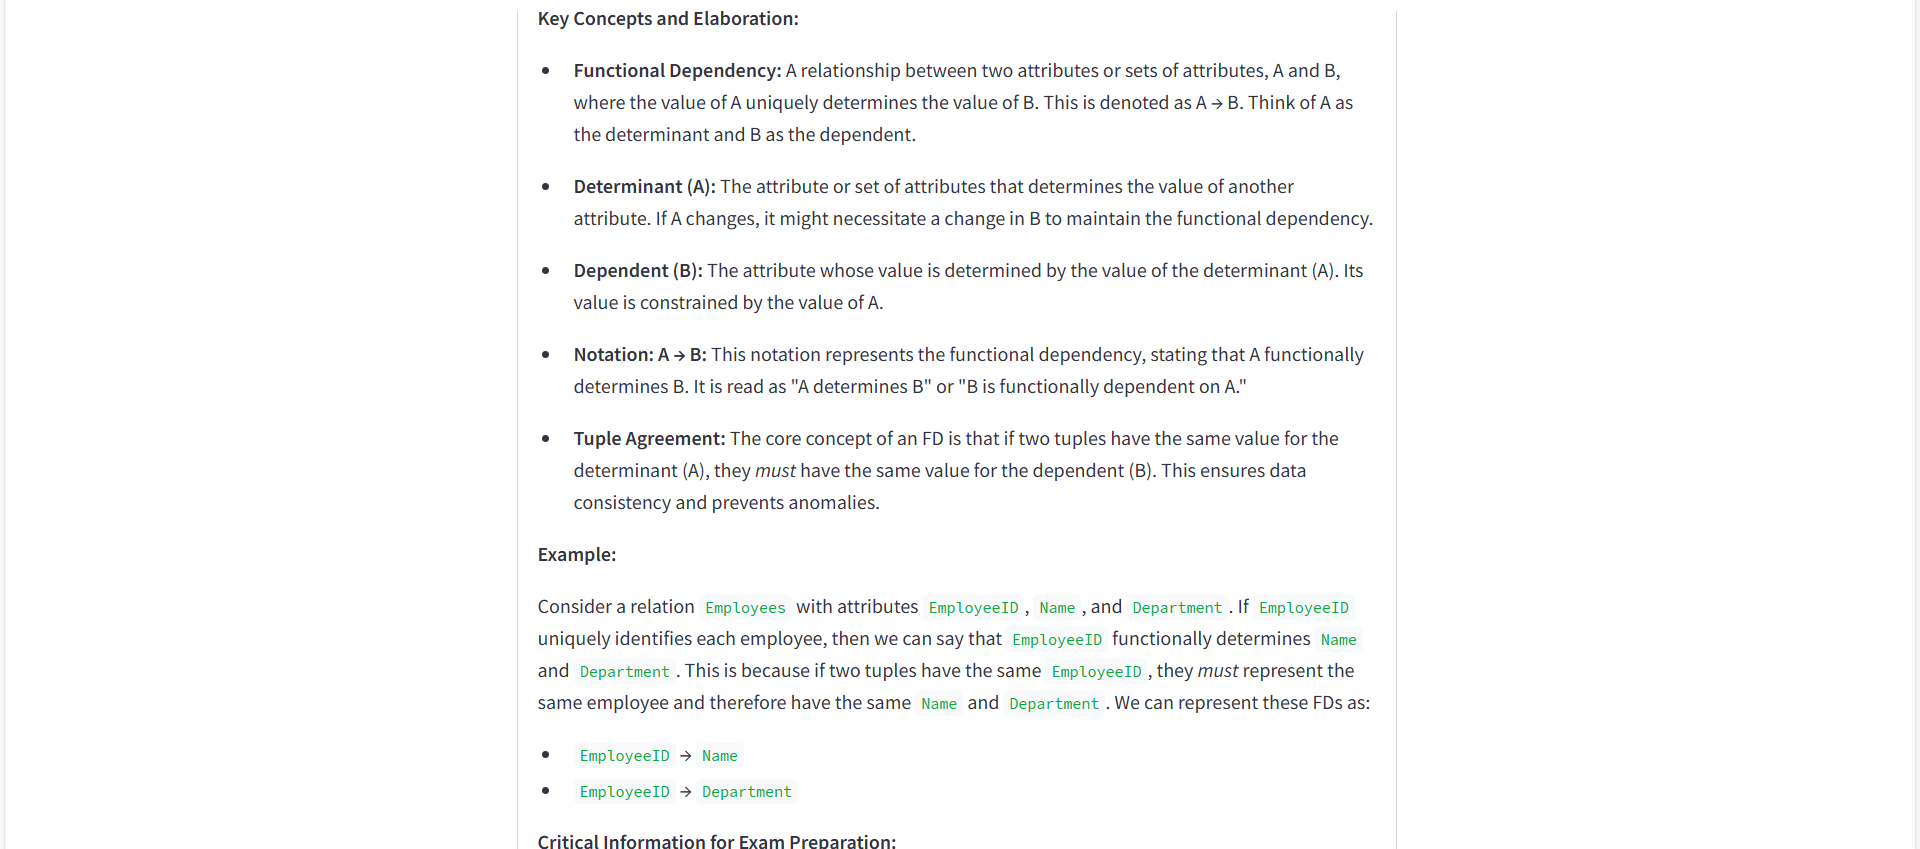 Key Concepts and Elaboration:
• Functional Dependency: A relationship between two attributes or sets of attributes, A and B,
where the value of A uniquely determines the value of B. This is denoted as A → B. Think of A as
the determinant and B as the dependent.
• Determinant (A): The attribute or set of attributes that determines the value of another
attribute. If A changes, it might necessitate a change in B to maintain the functional dependency.
• Dependent (B): The attribute whose value is determined by the value of the determinant (A). Its
value is constrained by the value of A.
• Notation: A → B: This notation represents the functional dependency, stating that A functionally
determines B. It is read as "A determines B" or "B is functionally dependent on A."
• Tuple Agreement: The core concept of an FD is that if two tuples have the same value for the
determinant (A), they must have the same value for the dependent (B). This ensures data
consistency and prevents anomalies.
Example:
Consider a relation Employees with attributes EmployeeID , Name , and Department . If EmployeeID
uniquely identifies each employee, then we can say that EmployeeID functionally determines Name
and Department . This is because if two tuples have the same EmployeeID , they must represent the
same employee and therefore have the same Name and Department . We can represent these FDs as:
• EmployeeID → Name
• EmployeeID → Department
Critical Information for Exam Preparation: